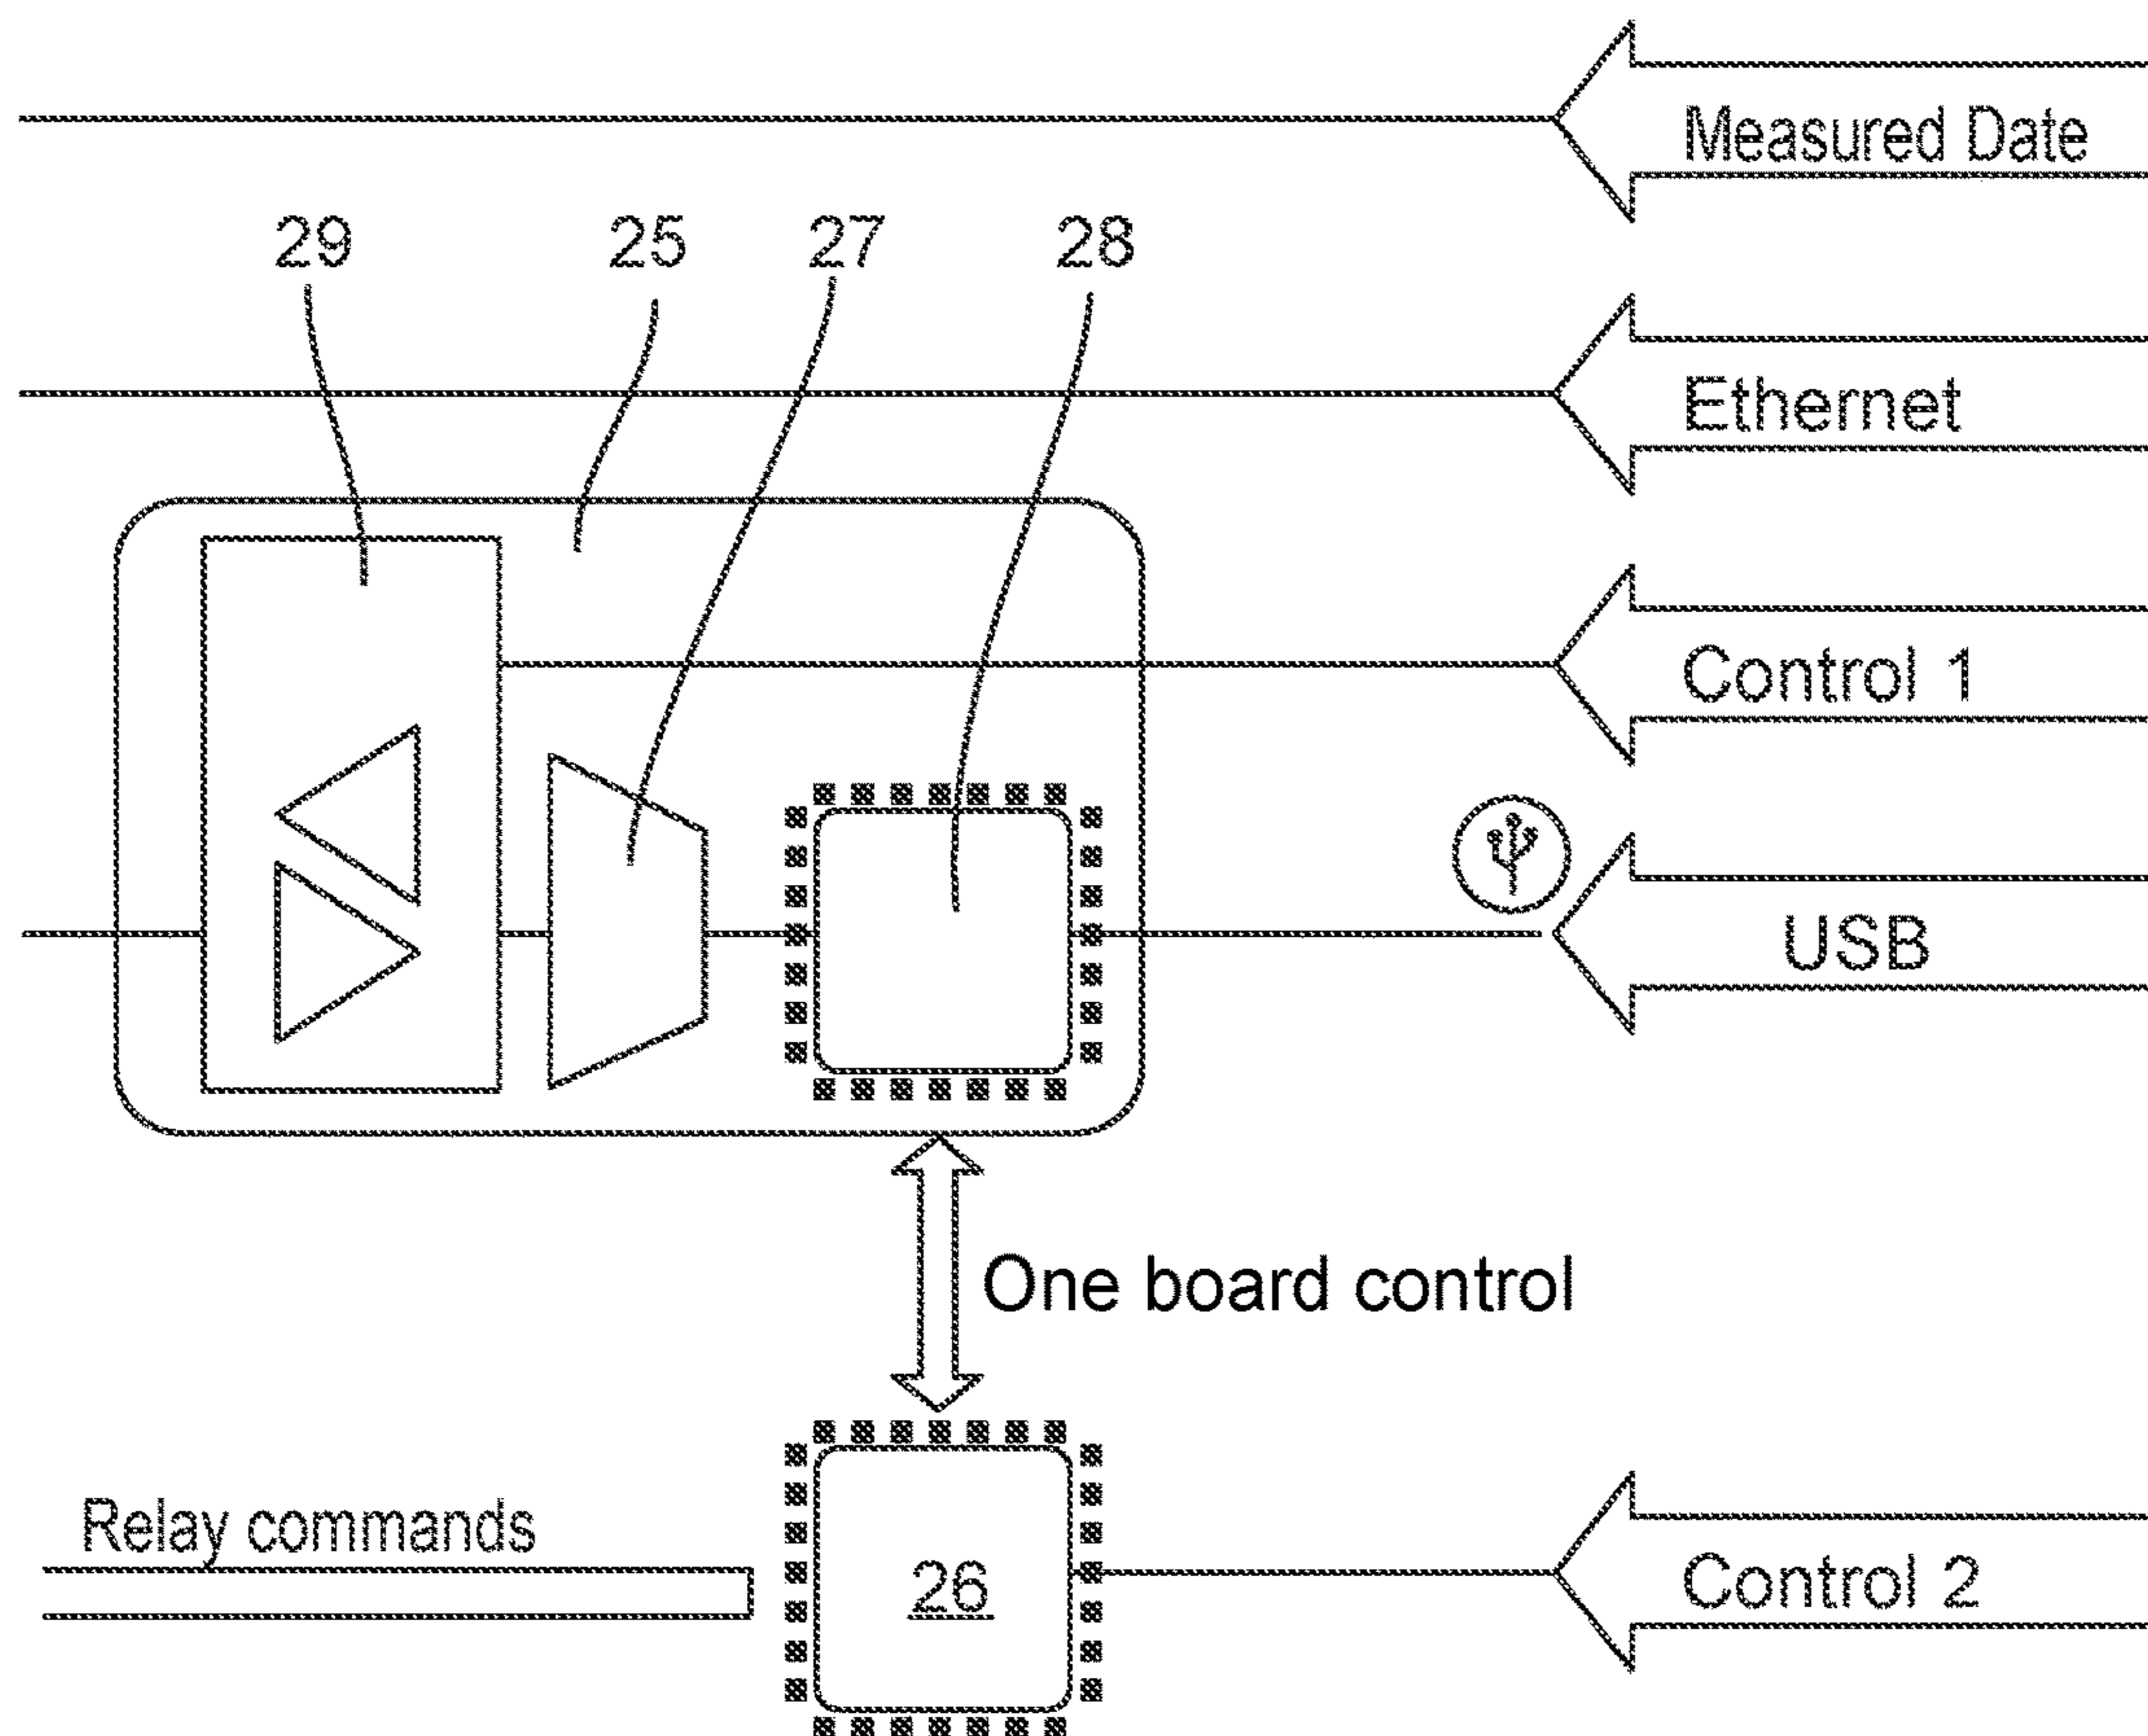 Measured Date
29 25 27 28
Ethernet
Control 1
USB
One board control
Relay commands
26
Control 2